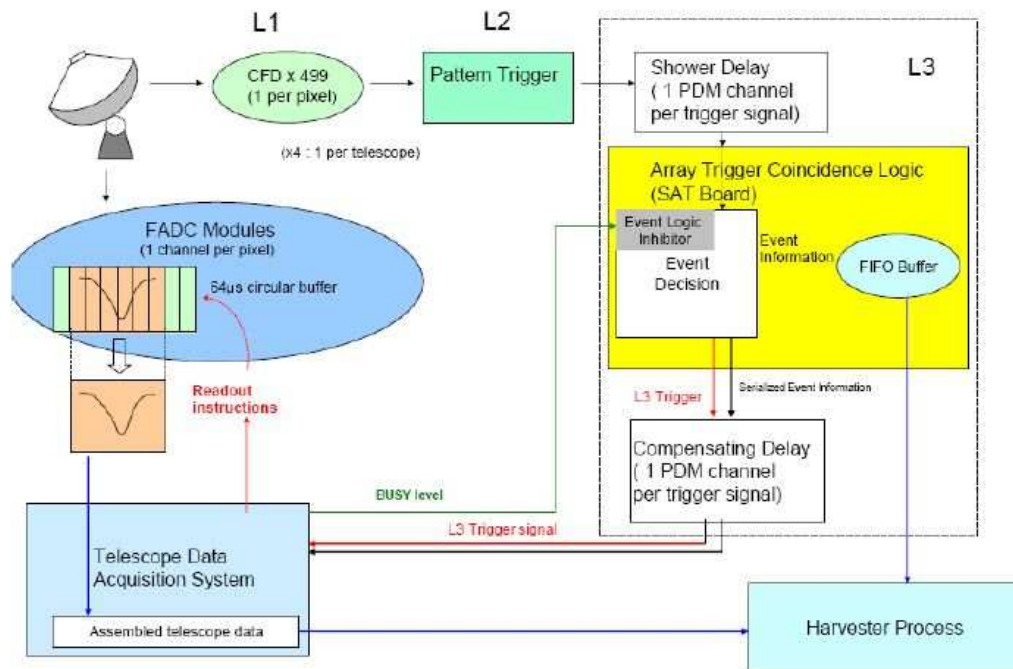 L1
L2
L3
CFD x 499
(1 per pixel)
Pattern Trigger
Shower Delay
( 1 PDM channel
per trigger signal)
(x4 : 1 per telescope)
Array Trigger Coincidence Logic
(SAT Board)
Event Logic
Inhibitor
Event
Decision
Event
Information
FIFO Buffer
FADC Modules
(1 channel per pixel)
64µs circular buffer
Readout
instructions
L3 Trigger
Serialized Event Information
Compensating Delay
( 1 PDM channel
per trigger signal)
BUSY level
L3 Trigger signal
Telescope Data
Acquisition System
Assembled telescope data
Harvester Process